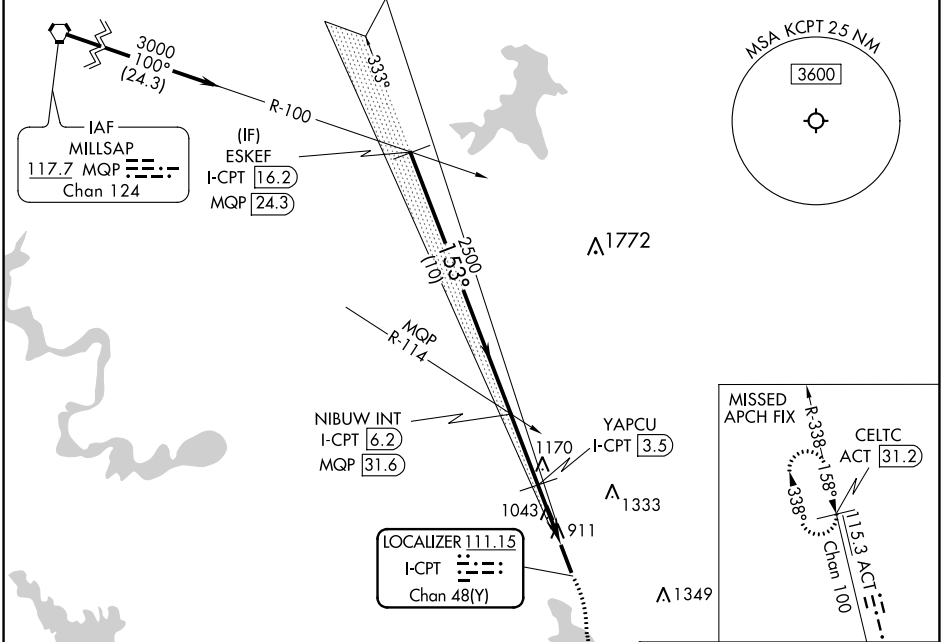 3000
100°
(24.3)
R-100
IAF
MILLSAP
117.7 MQP
Chan 124
(IF)
ESKEF
I-CPT 16.2
MQP 24.3
333°
MSA KCPT 25 NM
3600
1772
2500
153°
(10)
MQP
R-114
NIBUW INT
I-CPT 6.2
MQP 31.6
YAPCU
I-CPT 3.5
1170
1333
1043
911
LOCALIZER 111.15
I-CPT
Chan 48(Y)
1349
MISSED
APCH FIX
R-338
158°
338°
CELTC
ACT 31.2
115.3 ACT
Chan 100